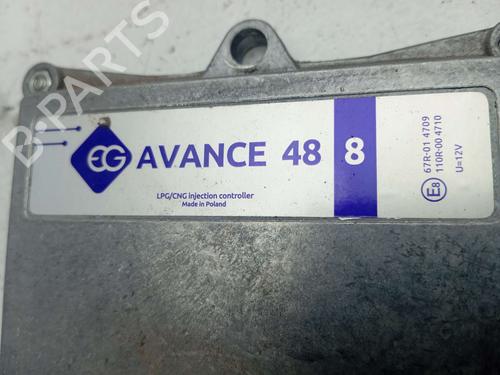 B-PARTS
EG AVANCE 48 8
LPG/CNG injection controller
Made in Poland
E8
67R-01 4709
110R-00 4710
U=12V